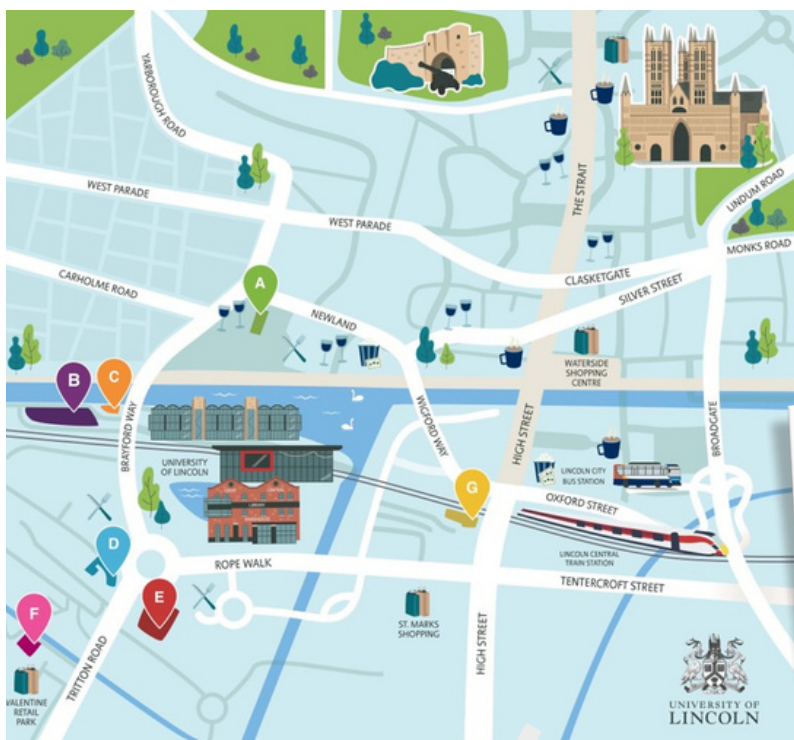 YARBOROUGH ROAD
WEST PARADE
WEST PARADE
THE STRAIT
LINDUM ROAD
MONKS ROAD
CLASKETGATE
SILVER STREET
CARHOLME ROAD
A
NEWLAND
WATERSIDE
SHOPPING
CENTRE
B
C
BRAYFORD WAY
WIGFORD WAY
HIGH STREET
BROADGATE
UNIVERSITY
OF LINCOLN
LIBRARY
LINCOLN CITY
BUS STATION
G
OXFORD STREET
D
ROPE WALK
LINCOLN CENTRAL
TRAIN STATION
TENTERCROFT STREET
E
F
ST. MARKS
SHOPPING
HIGH STREET
TRITTON ROAD
VALENTINE
RETAIL
PARK
UNIVERSITY OF
LINCOLN